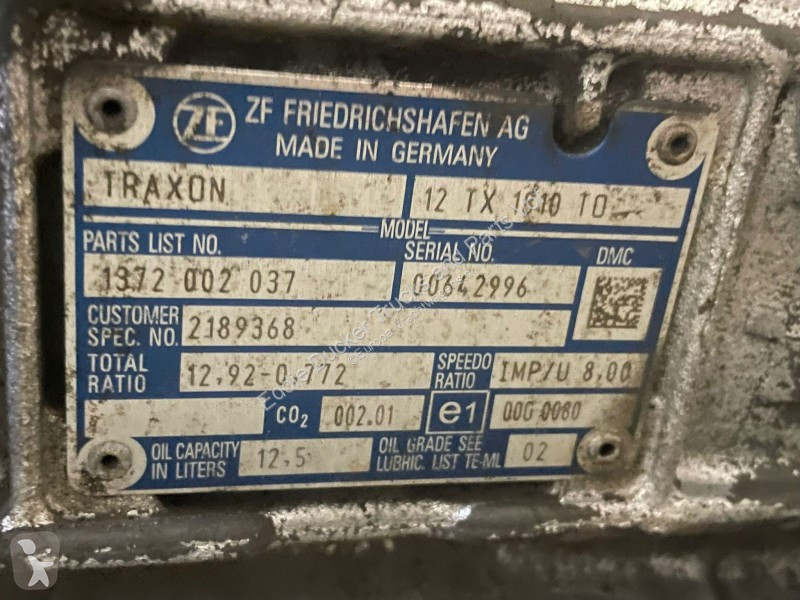 ZF
ZF FRIEDRICHSHAFEN AG
MADE IN GERMANY
TRAXON
12 TX 1810 TO
MODEL
PARTS LIST NO.
SERIAL NO.
DMC
1372 002 037
00642996
CUSTOMER
SPEC. NO.
2189368
TOTAL
RATIO
12,92-0,772
SPEEDO
RATIO
IMP/U 8,00
CO2
002.01
e1
000 0060
OIL CAPACITY
IN LITERS
12,5
OIL GRADE SEE
LUBRIC. LIST TE-ML
02